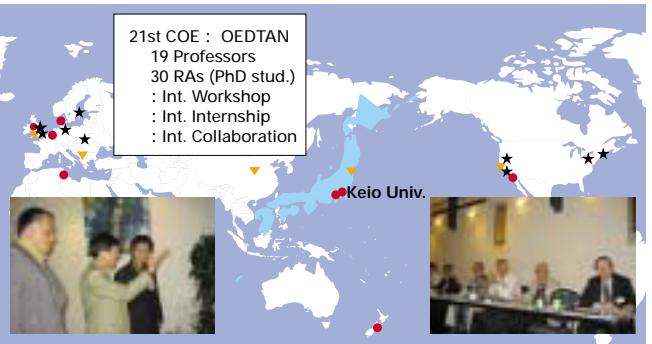 21st COE : OEDTAN
19 Professors
30 RAs (PhD stud.)
: Int. Workshop
: Int. Internship
: Int. Collaboration
Keio Univ.